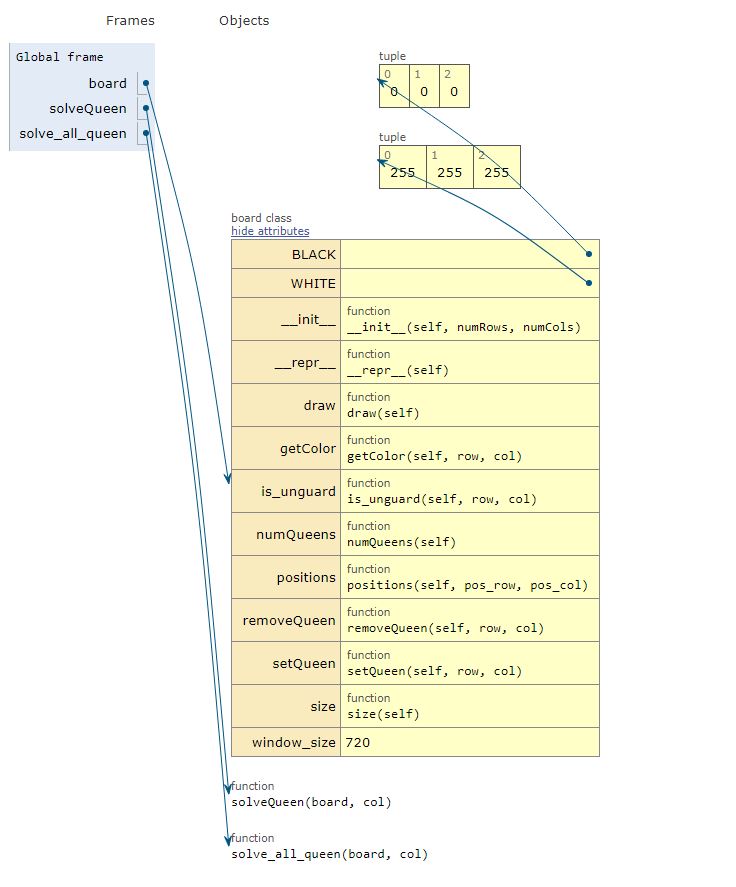 Frames Objects
Global frame
board
solveQueen
solve_all_queen
tuple
0 1 2
0 0 0
tuple
0 1 2
255 255 255
board class
hide attributes
BLACK
WHITE
function
__init__ __init__(self, numRows, numCols)
function
__repr__ __repr__(self)
function
draw draw(self)
function
getColor getColor(self, row, col)
function
is_unguard is_unguard(self, row, col)
function
numQueens numQueens(self)
function
positions positions(self, pos_row, pos_col)
function
removeQueen removeQueen(self, row, col)
function
setQueen setQueen(self, row, col)
function
size size(self)
window_size 720
function
solveQueen(board, col)
function
solve_all_queen(board, col)